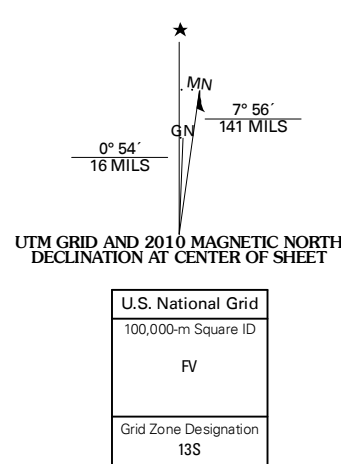 ★
MN
7° 56´
141 MILS
GN
0° 54´
16 MILS
UTM GRID AND 2010 MAGNETIC NORTH
DECLINATION AT CENTER OF SHEET
U.S. National Grid
100,000-m Square ID
FV
Grid Zone Designation
13S